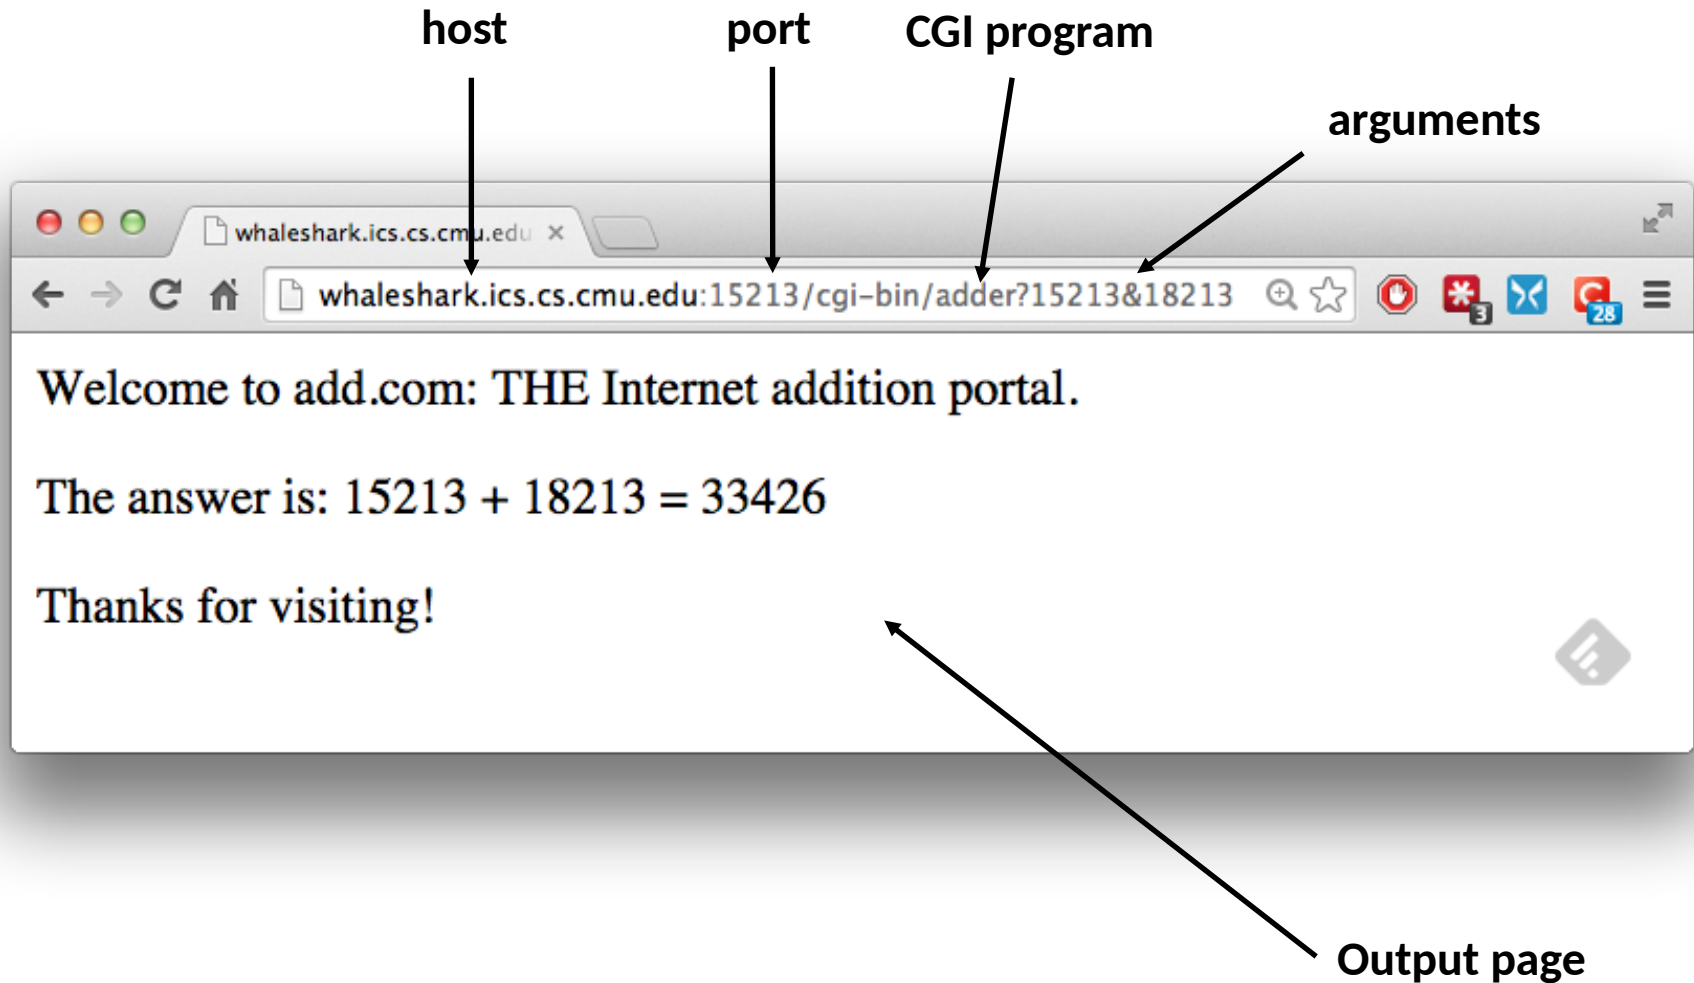 host port CGI program
arguments
whaleshark.ics.cs.cmu.edu
whaleshark.ics.cs.cmu.edu:15213/cgi-bin/adder?15213&18213
3 28
Welcome to add.com: THE Internet addition portal.
The answer is: 15213 + 18213 = 33426
Thanks for visiting!
Output page